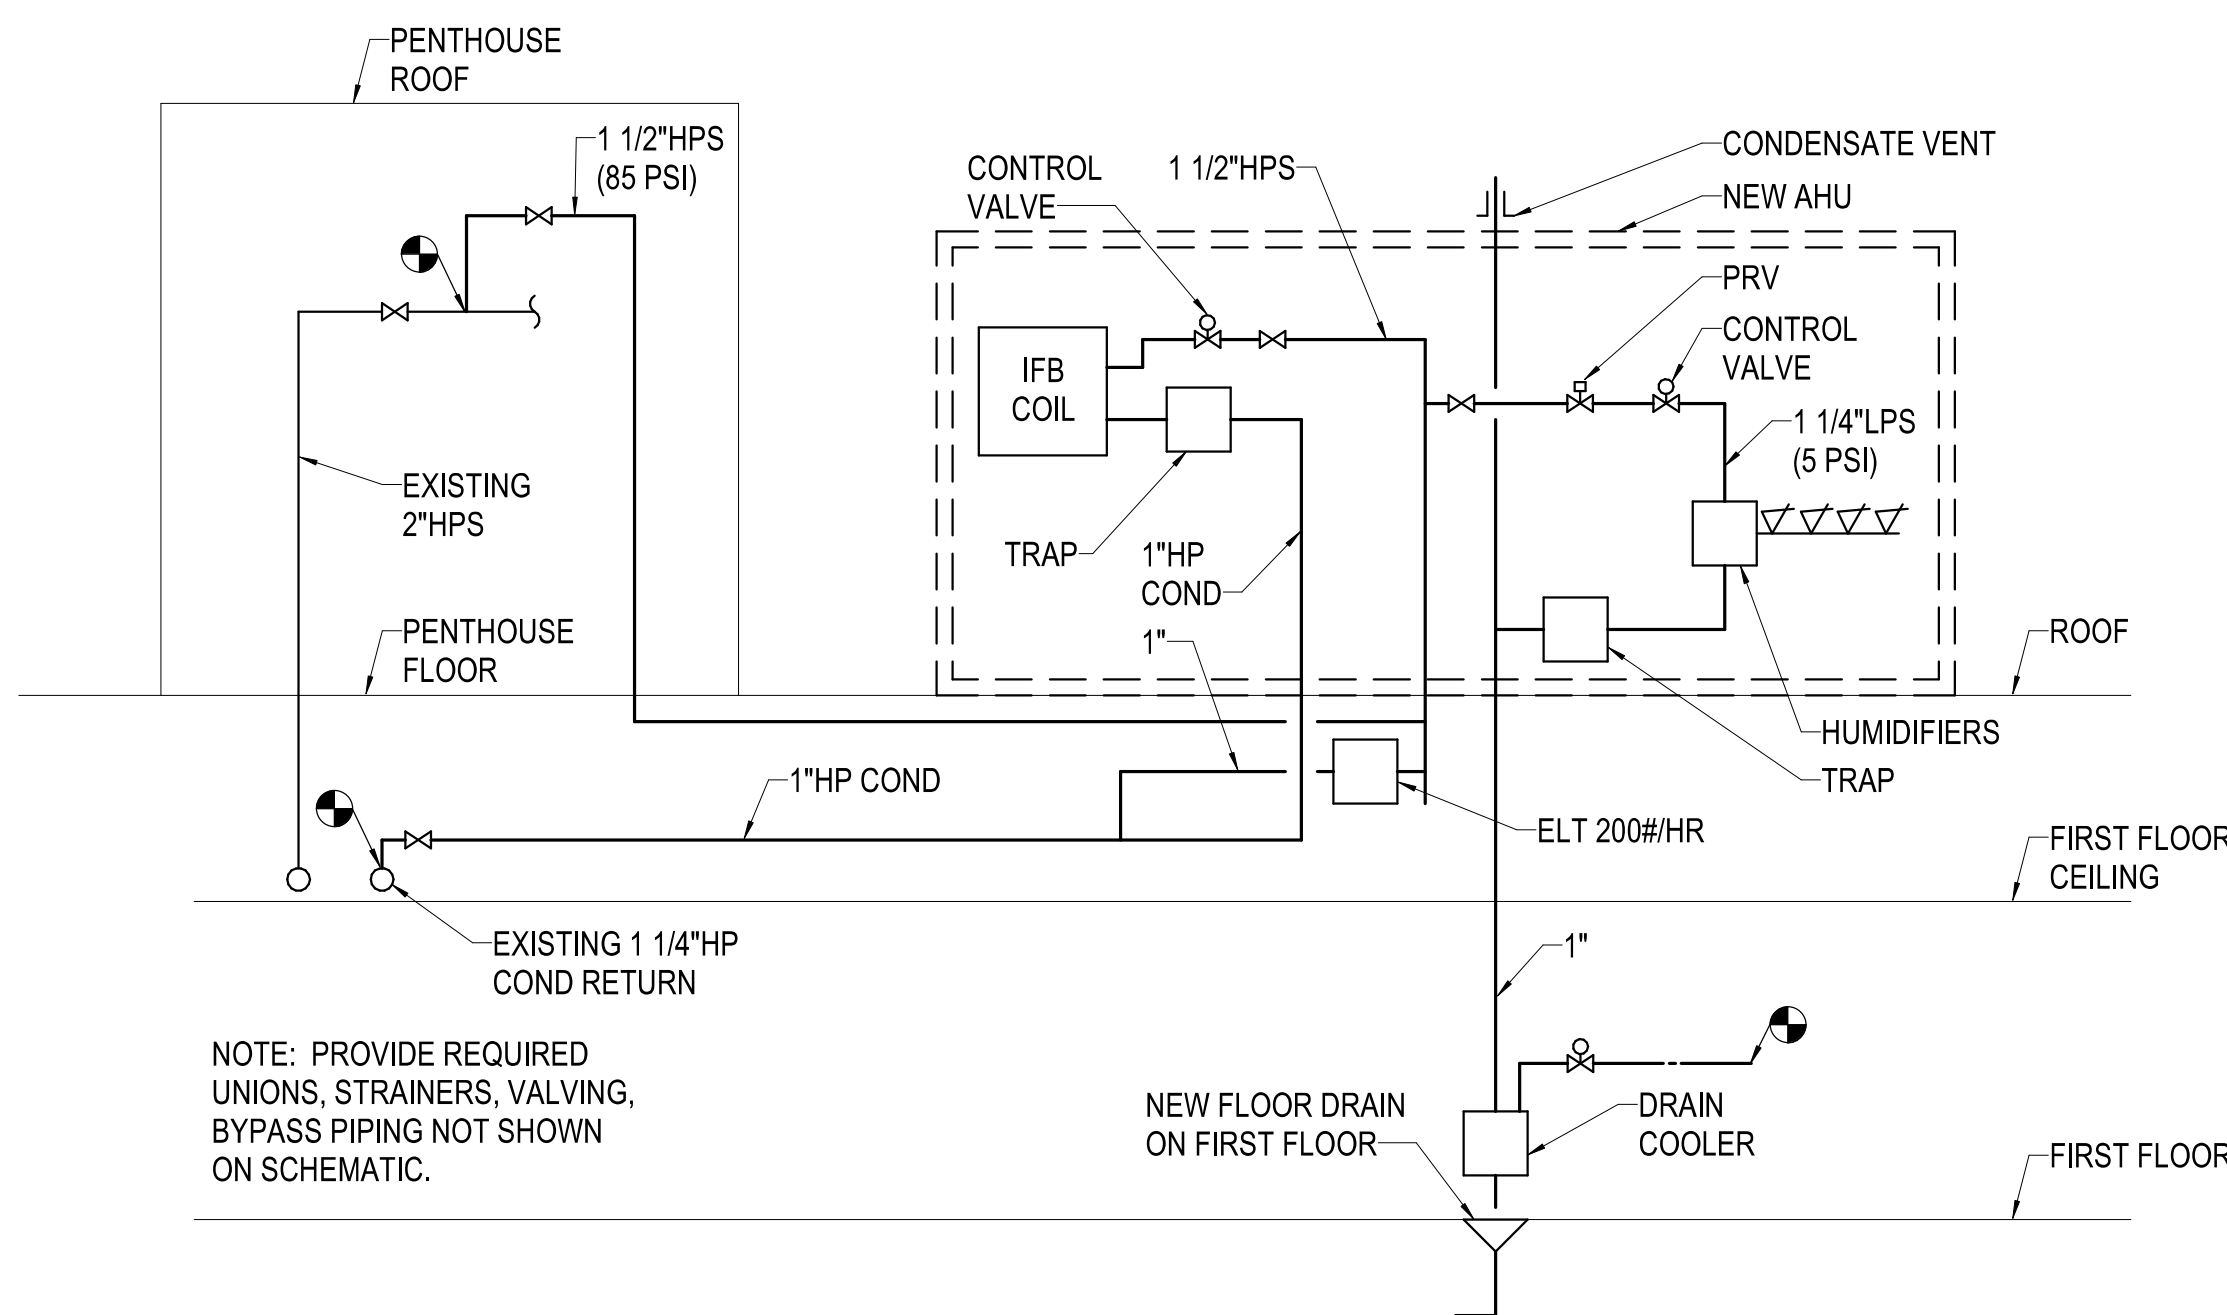 PENTHOUSE
ROOF
1 1/2"HPS
(85 PSI)
CONTROL
VALVE
1 1/2"HPS
CONDENSATE VENT
NEW AHU
PRV
CONTROL
VALVE
1 1/4"LPS
(5 PSI)
IFB
COIL
EXISTING
2"HPS
TRAP
1"HP
COND
1"
PENTHOUSE
FLOOR
ROOF
HUMIDIFIERS
TRAP
1"HP COND
ELT 200#/HR
FIRST FLOOR
CEILING
EXISTING 1 1/4"HP
COND RETURN
1"
NOTE: PROVIDE REQUIRED
UNIONS, STRAINERS, VALVING,
BYPASS PIPING NOT SHOWN
ON SCHEMATIC.
NEW FLOOR DRAIN
ON FIRST FLOOR
DRAIN
COOLER
FIRST FLOOR